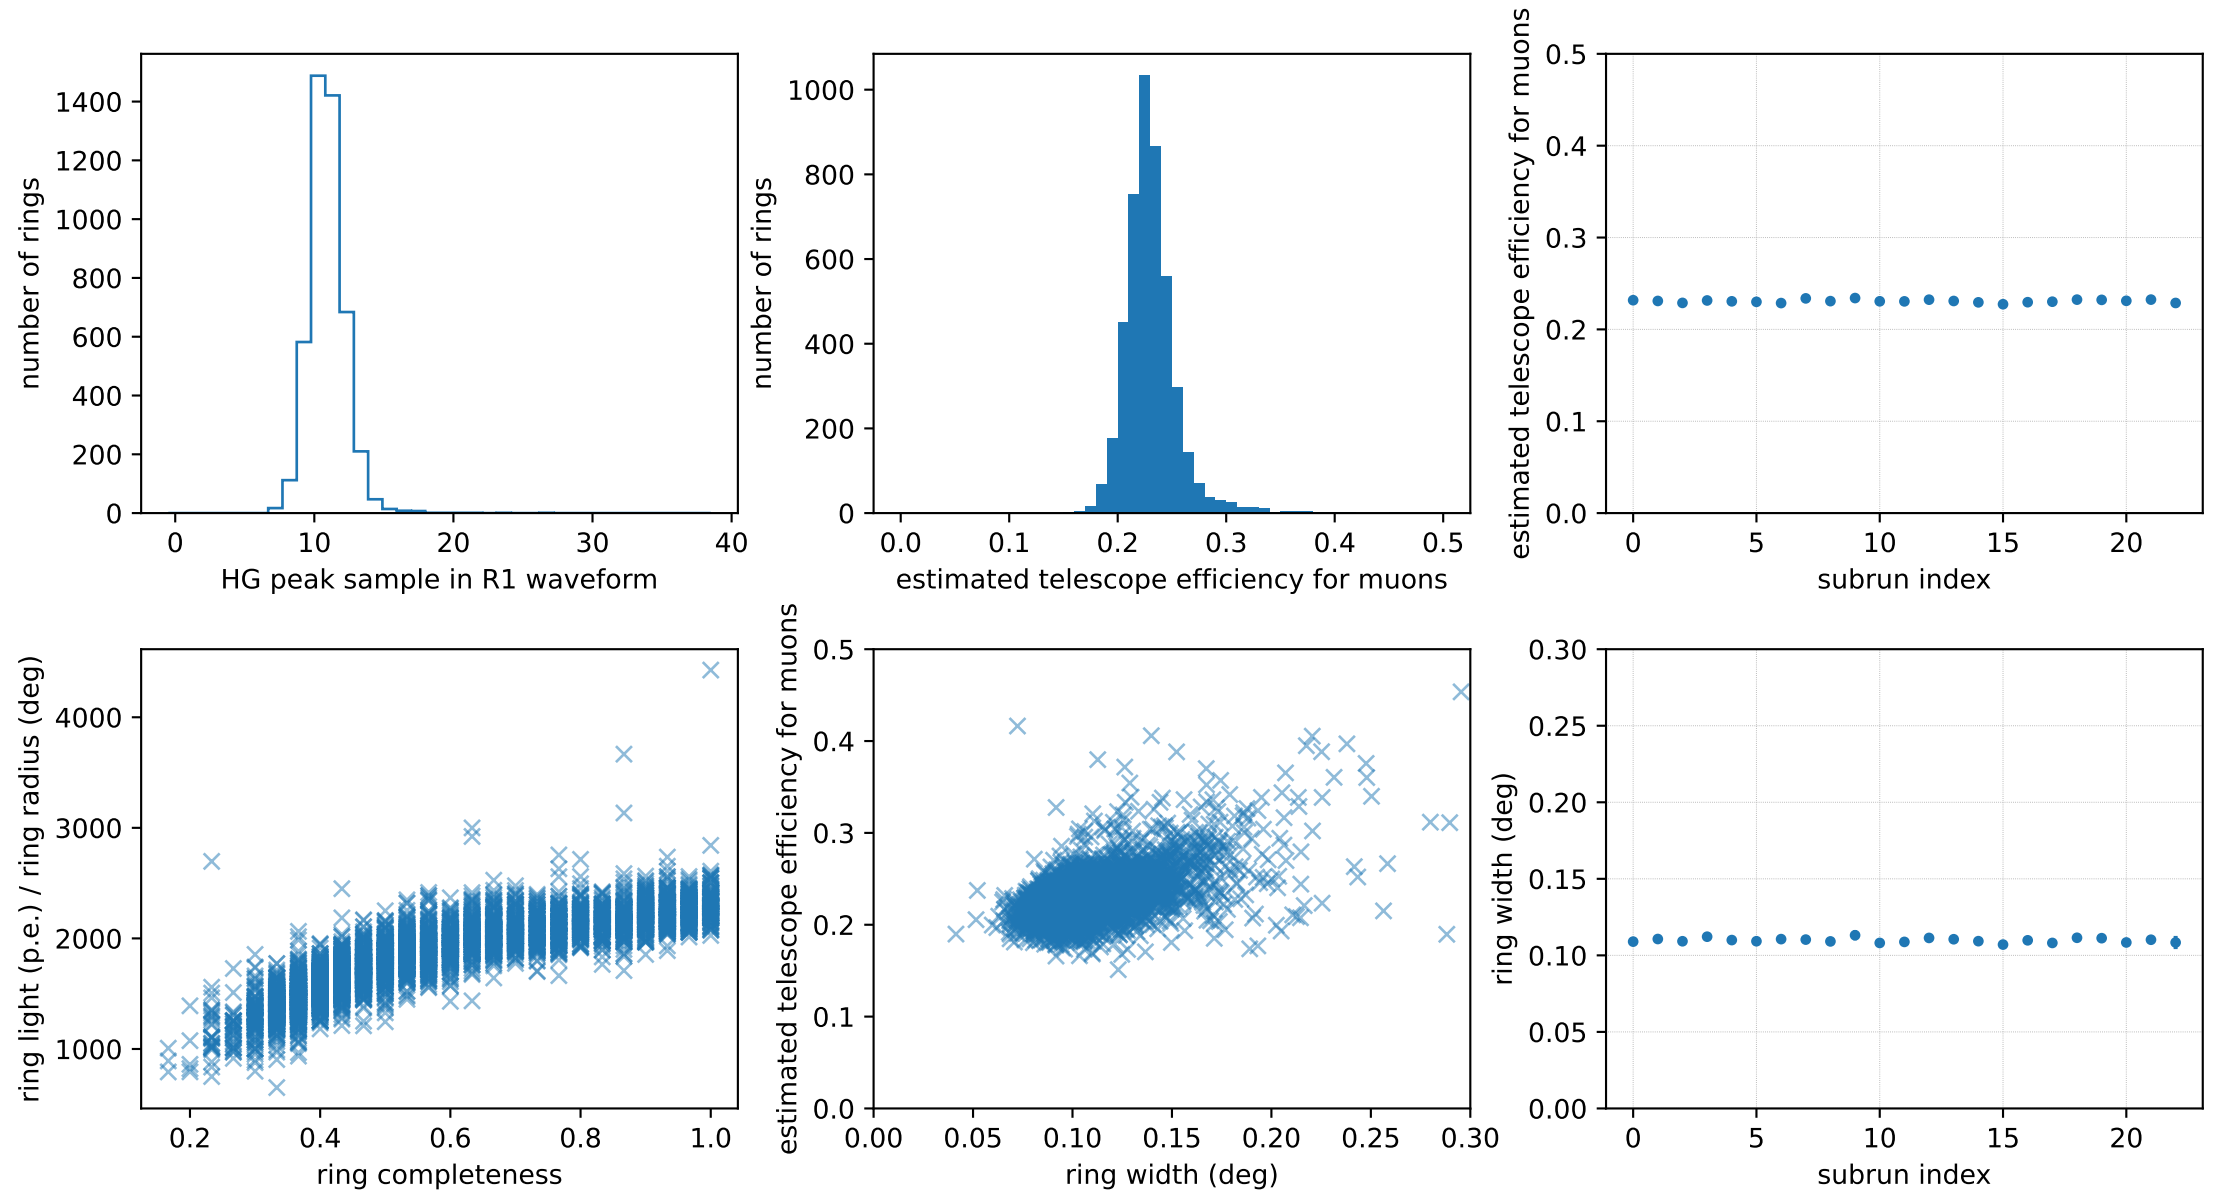 number of rings
1400
1200
1000
800
600
400
200
0
0 10 20 30 40
HG peak sample in R1 waveform
number of rings
1000
800
600
400
200
0
0.0 0.1 0.2 0.3 0.4 0.5
estimated telescope efficiency for muons
estimated telescope efficiency for muons
0.5
0.4
0.3
0.2
0.1
0.0
0 5 10 15 20
subrun index
ring light (p.e.) / ring radius (deg)
4000
3000
2000
1000
0.2 0.4 0.6 0.8 1.0
ring completeness
estimated telescope efficiency for muons
0.5
0.4
0.3
0.2
0.1
0.0
0.00 0.05 0.10 0.15 0.20 0.25 0.30
ring width (deg)
ring width (deg)
0.30
0.25
0.20
0.15
0.10
0.05
0.00
0 5 10 15 20
subrun index